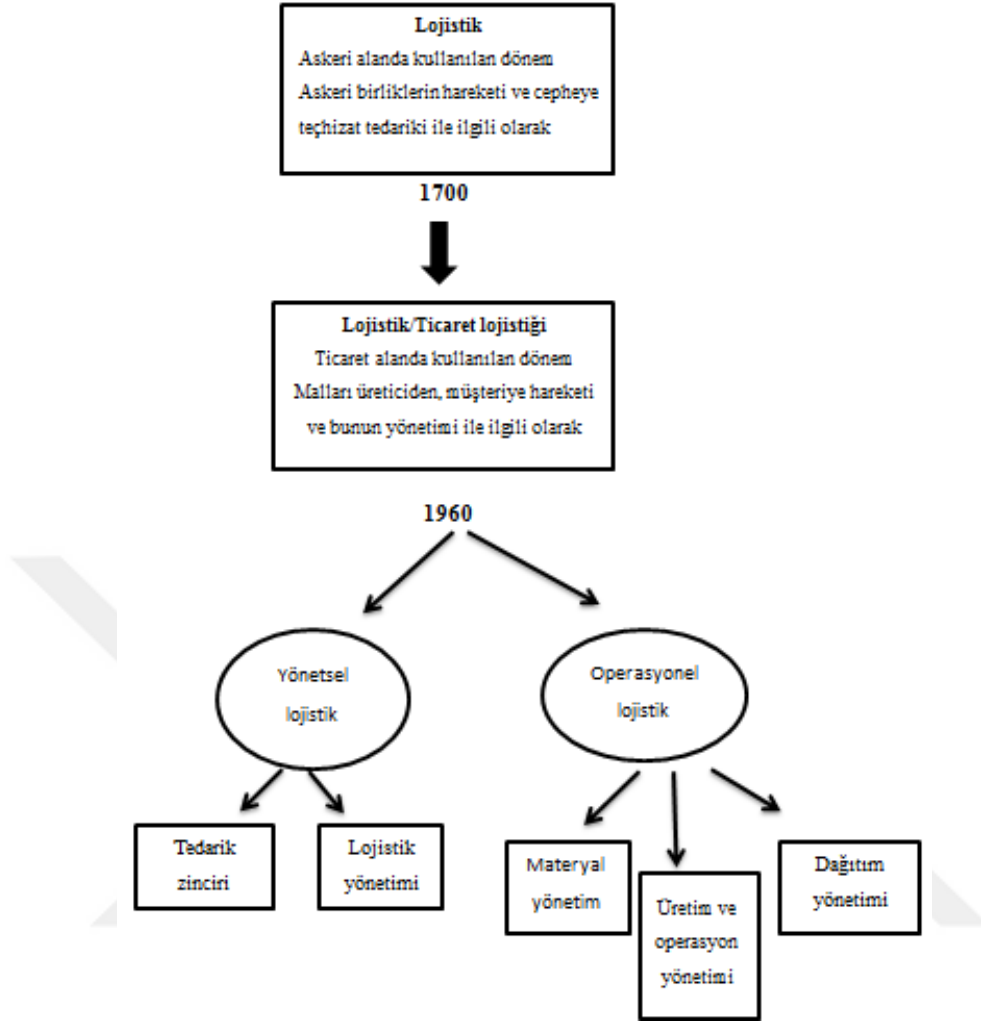 Lojistik
Askeri alanda kullanılan dönem
Askeri birliklerin hareketi ve cepheye
teçhizat tedariki ile ilgili olarak
1700
Lojistik/Ticaret lojistiği
Ticaret alanda kullanılan dönem
Malları üreticiden, müşteriye hareketi
ve bunun yönetimi ile ilgili olarak
1960
Yönetsel
lojistik
Operasyonel
lojistik
Tedarik
zinciri
Lojistik
yönetimi
Materyal
yönetim
Üretim ve
operasyon
yönetimi
Dağıtım
yönetimi